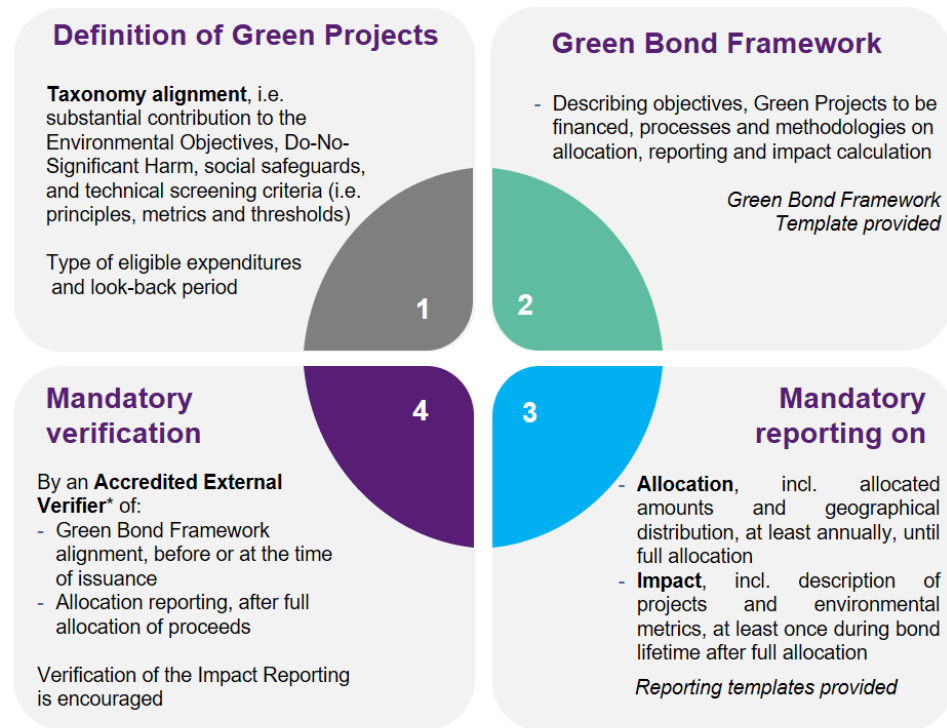 Definition of Green Projects
Taxonomy alignment, i.e.
substantial contribution to the
Environmental Objectives, Do-No-
Significant Harm, social safeguards,
and technical screening criteria (i.e.
principles, metrics and thresholds)
Type of eligible expenditures
and look-back period
1
Green Bond Framework
- Describing objectives, Green Projects to be
financed, processes and methodologies on
allocation, reporting and impact calculation
Green Bond Framework
Template provided
2
Mandatory
verification
4
By an Accredited External
Verifier* of:
- Green Bond Framework
alignment, before or at the time
of issuance
- Allocation reporting, after full
allocation of proceeds
Verification of the Impact Reporting
is encouraged
3
Mandatory
reporting on
- Allocation, incl. allocated
amounts and geographical
distribution, at least annually, until
full allocation
- Impact, incl. description of
projects and environmental
metrics, at least once during bond
lifetime after full allocation
Reporting templates provided